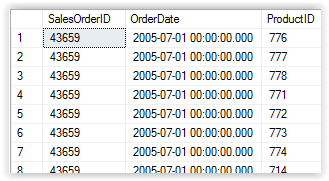 SalesOrderID OrderDate ProductID
1 43659 2005-07-01 00:00:00.000 776
2 43659 2005-07-01 00:00:00.000 777
3 43659 2005-07-01 00:00:00.000 778
4 43659 2005-07-01 00:00:00.000 771
5 43659 2005-07-01 00:00:00.000 772
6 43659 2005-07-01 00:00:00.000 773
7 43659 2005-07-01 00:00:00.000 774
8 43659 2005-07-01 00:00:00.000 714